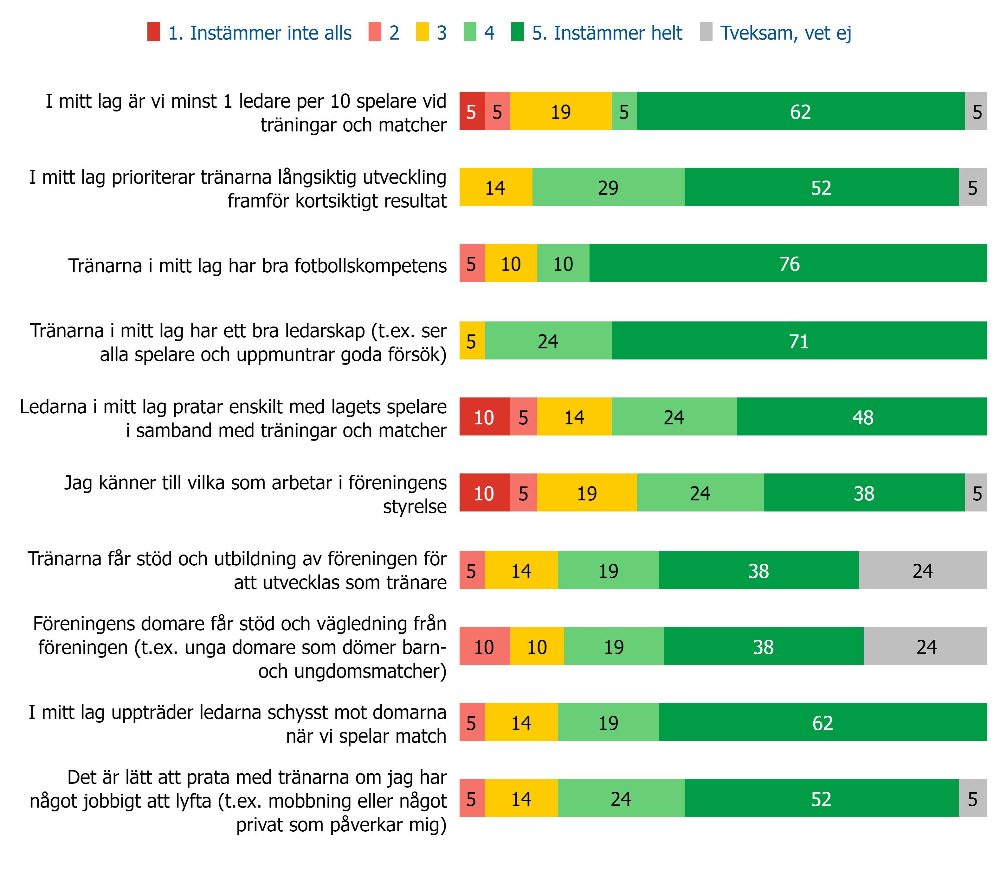 1. Instämmer inte alls 2 3 4 5. Instämmer helt Tveksam, vet ej
I mitt lag är vi minst 1 ledare per 10 spelare vid
träningar och matcher
5 5 19 5 62 5
I mitt lag prioriterar tränarna långsiktig utveckling
framför kortsiktigt resultat
14 29 52 5
Tränarna i mitt lag har bra fotbollskompetens
5 10 10 76
Tränarna i mitt lag har ett bra ledarskap (t.ex. ser
alla spelare och uppmuntrar goda försök)
5 24 71
Ledarna i mitt lag pratar enskilt med lagets spelare
i samband med träningar och matcher
10 5 14 24 48
Jag känner till vilka som arbetar i föreningens
styrelse
10 5 19 24 38 5
Tränarna får stöd och utbildning av föreningen för
att utvecklas som tränare
5 14 19 38 24
Föreningens domare får stöd och vägledning från
föreningen (t.ex. unga domare som dömer barn-
och ungdomsmatcher)
10 10 19 38 24
I mitt lag uppträder ledarna schysst mot domarna
när vi spelar match
5 14 19 62
Det är lätt att prata med tränarna om jag har
något jobbigt att lyfta (t.ex. mobbning eller något
privat som påverkar mig)
5 14 24 52 5